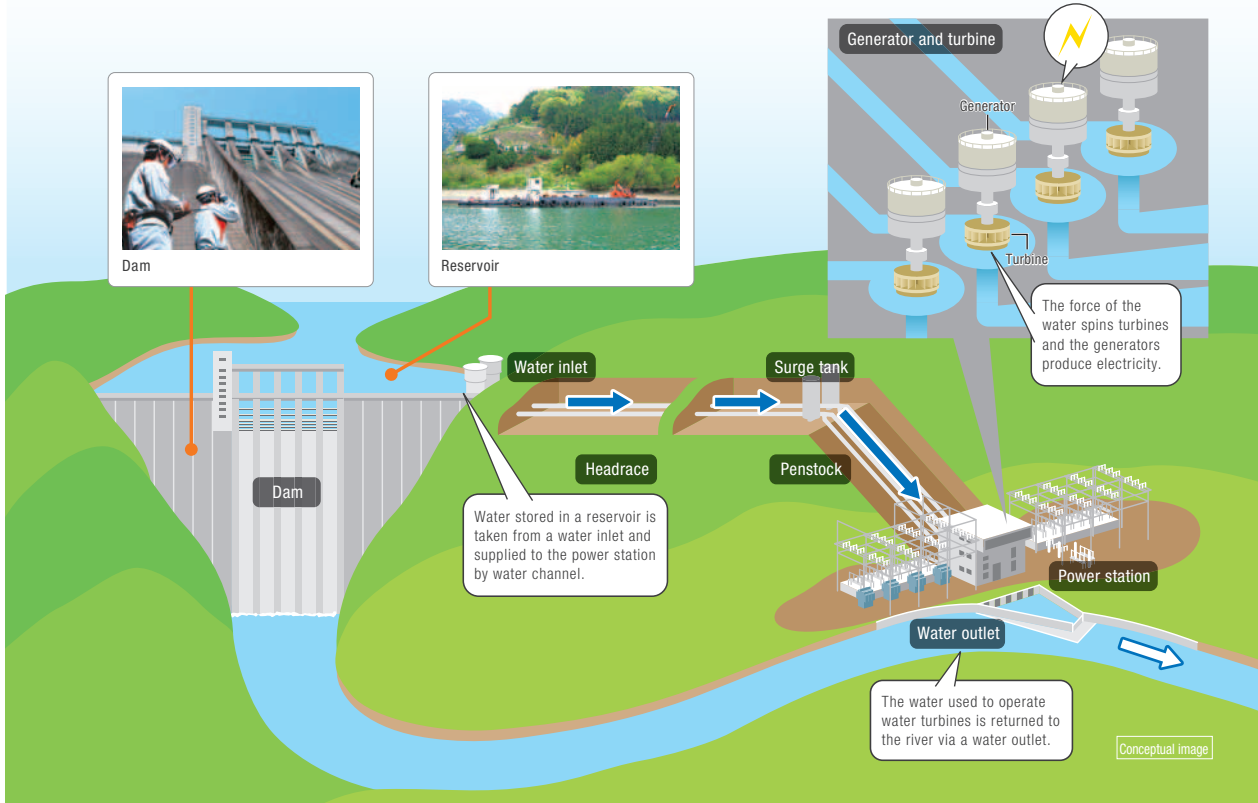 Generator and turbine
Generator
Turbine
The force of the
water spins turbines
and the generators
produce electricity.
Dam
Reservoir
Water inlet
Surge tank
Headrace
Penstock
Dam
Water stored in a reservoir is
taken from a water inlet and
supplied to the power station
by water channel.
Power station
Water outlet
The water used to operate
water turbines is returned to
the river via a water outlet.
Conceptual image